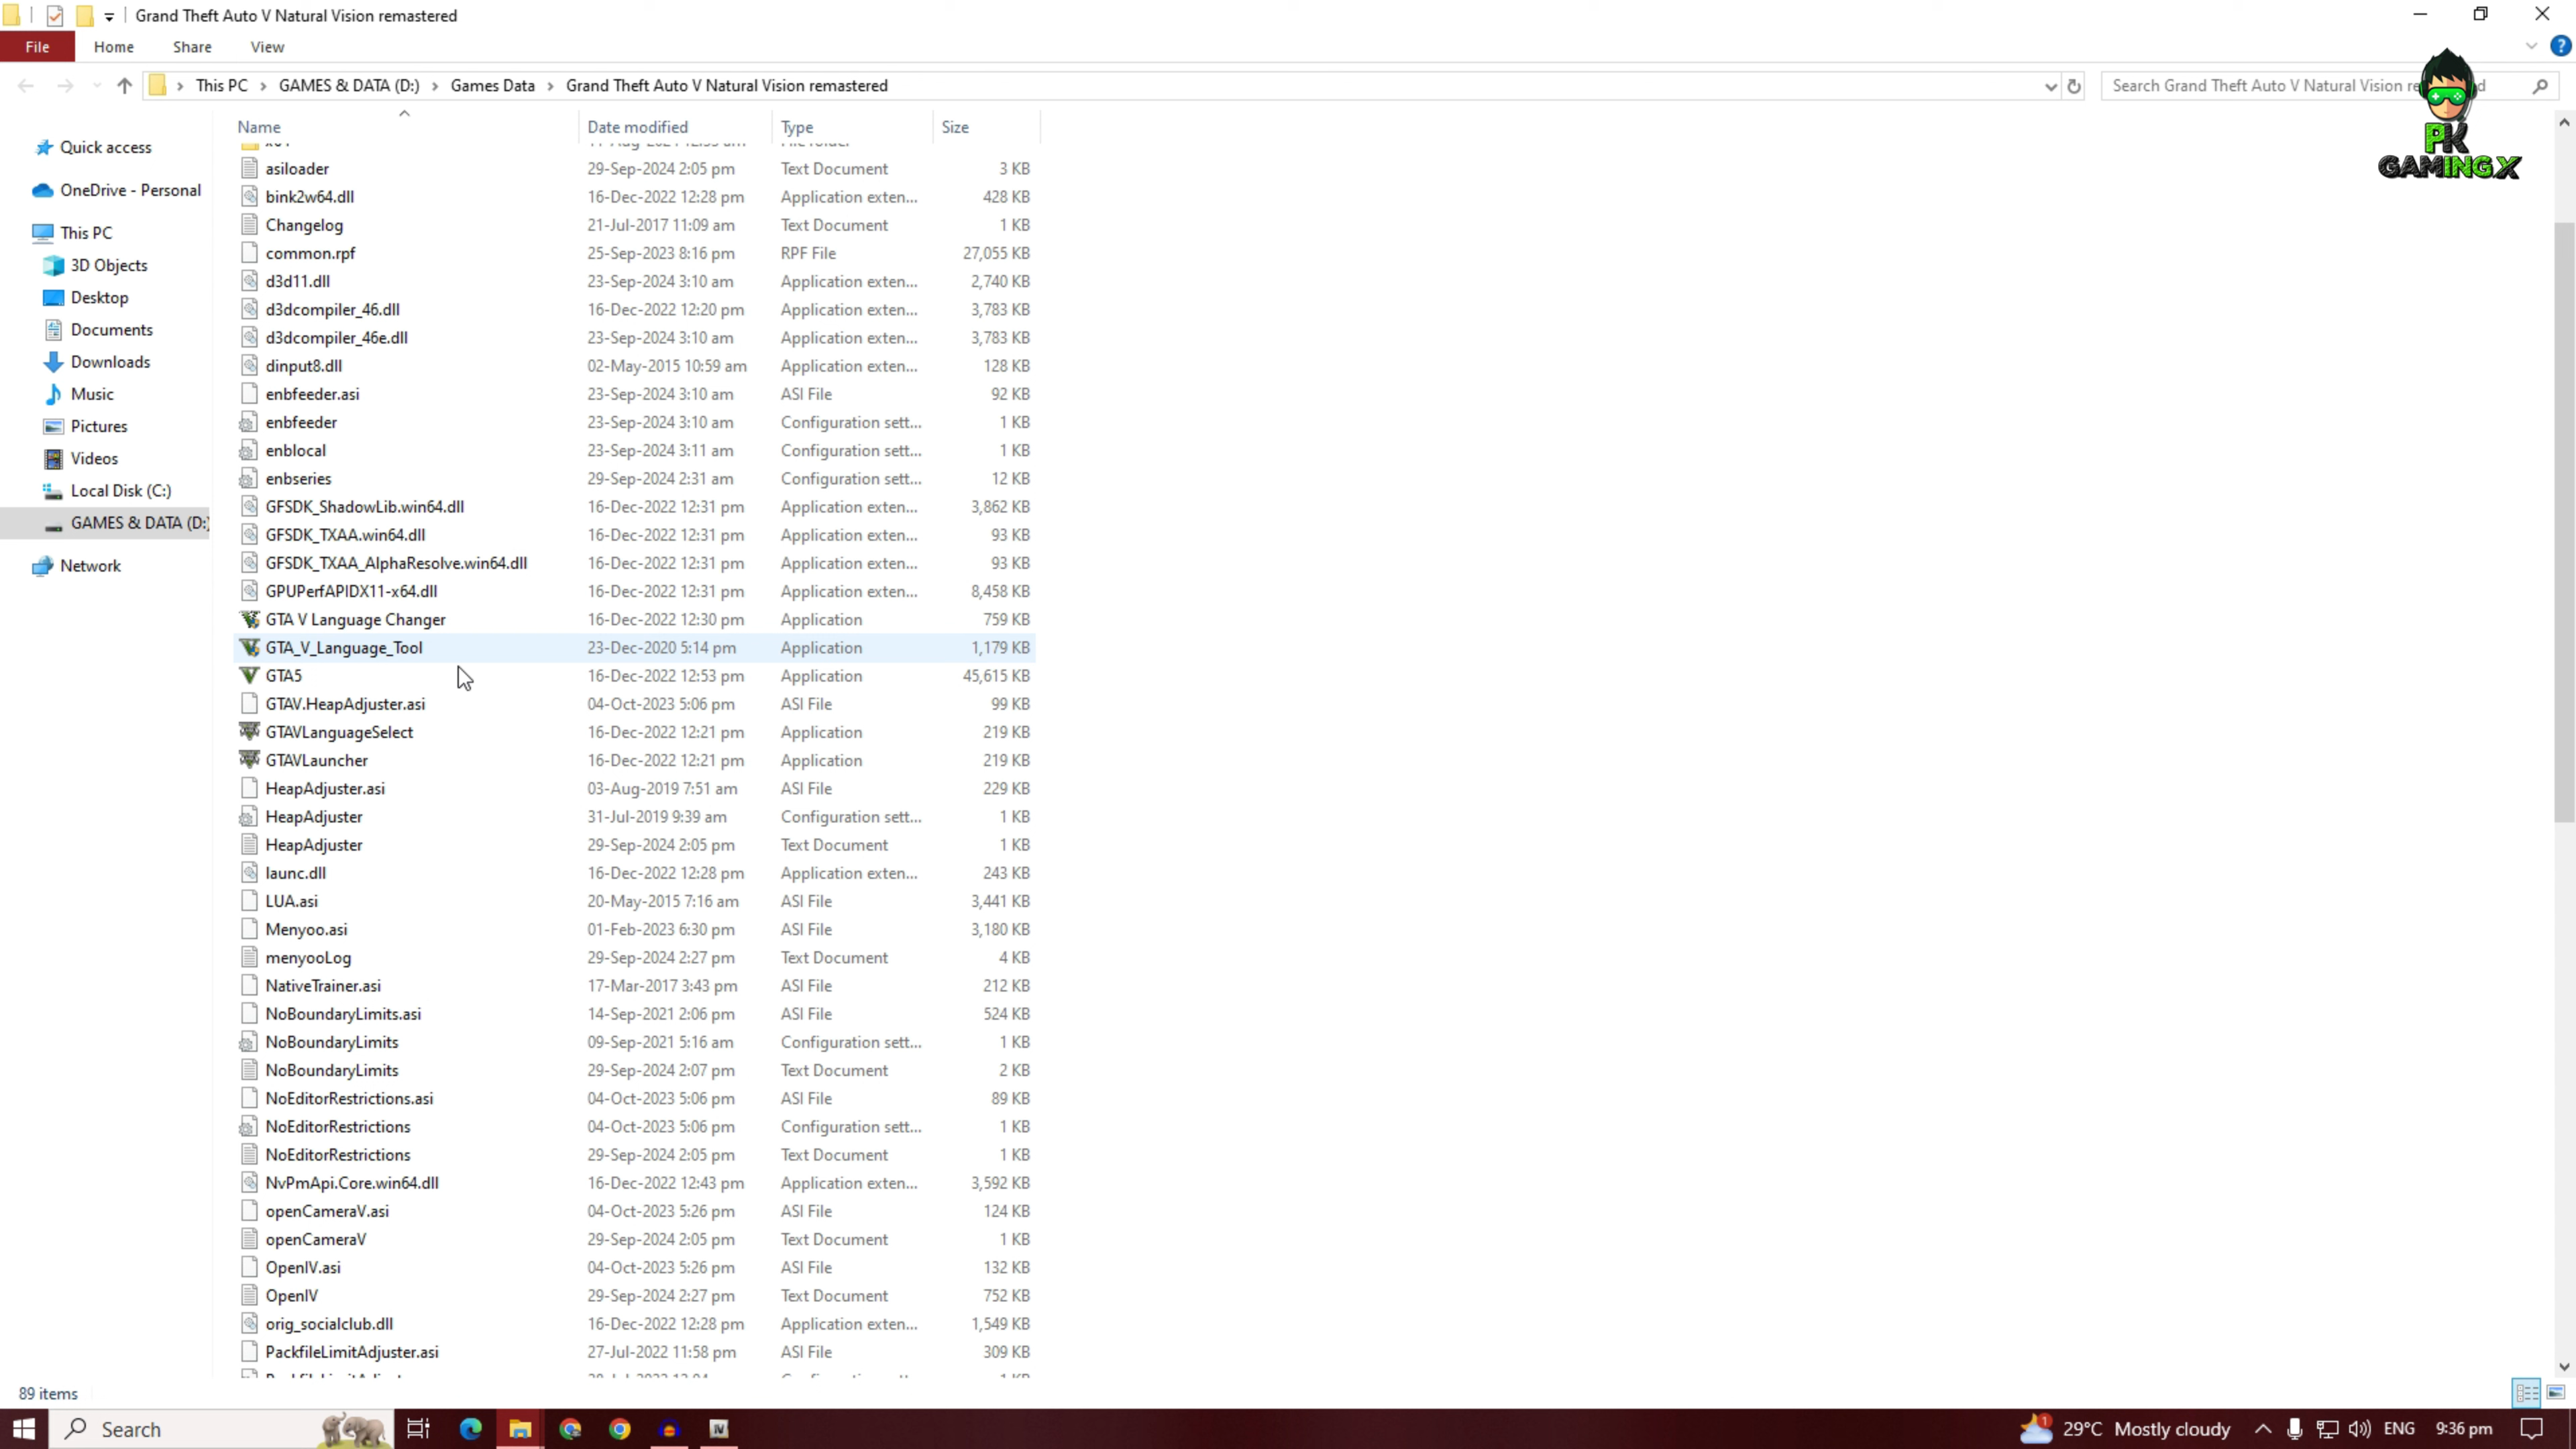 Grand Theft Auto V Natural Vision remastered
File Home Share View
This PC > GAMES & DATA (D:) > Games Data > Grand Theft Auto V Natural Vision remastered
Search Grand Theft Auto V Natural Vision
PK
GAMINGX
Name Date modified Type Size
asiloader 29-Sep-2024 2:05 pm Text Document 3 KB
bink2w64.dll 16-Dec-2022 12:28 pm Application exten... 428 KB
Changelog 21-Jul-2017 11:09 am Text Document 1 KB
common.rpf 25-Sep-2023 8:16 pm RPF File 27,055 KB
d3d11.dll 23-Sep-2024 3:10 am Application exten... 2,740 KB
d3dcompiler_46.dll 16-Dec-2022 12:20 pm Application exten... 3,783 KB
d3dcompiler_46e.dll 23-Sep-2024 3:10 am Application exten... 3,783 KB
dinput8.dll 02-May-2015 10:59 am Application exten... 128 KB
enbfeeder.asi 23-Sep-2024 3:10 am ASI File 92 KB
enbfeeder 23-Sep-2024 3:10 am Configuration sett... 1 KB
enblocal 23-Sep-2024 3:11 am Configuration sett... 1 KB
enbseries 29-Sep-2024 2:31 am Configuration sett... 12 KB
GFSDK_ShadowLib.win64.dll 16-Dec-2022 12:31 pm Application exten... 3,862 KB
GFSDK_TXAA.win64.dll 16-Dec-2022 12:31 pm Application exten... 93 KB
GFSDK_TXAA_AlphaResolve.win64.dll 16-Dec-2022 12:31 pm Application exten... 93 KB
GPUPerfAPIDX11-x64.dll 16-Dec-2022 12:31 pm Application exten... 8,458 KB
GTA V Language Changer 16-Dec-2022 12:30 pm Application 759 KB
GTA_V_Language_Tool 23-Dec-2020 5:14 pm Application 1,179 KB
GTA5 16-Dec-2022 12:53 pm Application 45,615 KB
GTAV.HeapAdjuster.asi 04-Oct-2023 5:06 pm ASI File 99 KB
GTAVLanguageSelect 16-Dec-2022 12:21 pm Application 219 KB
GTAVLauncher 16-Dec-2022 12:21 pm Application 219 KB
HeapAdjuster.asi 03-Aug-2019 7:51 am ASI File 229 KB
HeapAdjuster 31-Jul-2019 9:39 am Configuration sett... 1 KB
HeapAdjuster 29-Sep-2024 2:05 pm Text Document 1 KB
launc.dll 16-Dec-2022 12:28 pm Application exten... 243 KB
LUA.asi 20-May-2015 7:16 am ASI File 3,441 KB
Menyoo.asi 01-Feb-2023 6:30 pm ASI File 3,180 KB
menyooLog 29-Sep-2024 2:27 pm Text Document 4 KB
NativeTrainer.asi 17-Mar-2017 3:43 pm ASI File 212 KB
NoBoundaryLimits.asi 14-Sep-2021 2:06 pm ASI File 524 KB
NoBoundaryLimits 09-Sep-2021 5:16 am Configuration sett... 1 KB
NoBoundaryLimits 29-Sep-2024 2:07 pm Text Document 2 KB
NoEditorRestrictions.asi 04-Oct-2023 5:06 pm ASI File 89 KB
NoEditorRestrictions 04-Oct-2023 5:06 pm Configuration sett... 1 KB
NoEditorRestrictions 29-Sep-2024 2:05 pm Text Document 1 KB
NvPmApi.Core.win64.dll 16-Dec-2022 12:43 pm Application exten... 3,592 KB
openCameraV.asi 04-Oct-2023 5:26 pm ASI File 124 KB
openCameraV 29-Sep-2024 2:05 pm Text Document 1 KB
OpenIV.asi 04-Oct-2023 5:26 pm ASI File 132 KB
OpenIV 29-Sep-2024 2:27 pm Text Document 752 KB
orig_socialclub.dll 16-Dec-2022 12:28 pm Application exten... 1,549 KB
PackfileLimitAdjuster.asi 27-Jul-2022 11:58 pm ASI File 309 KB
Quick access
OneDrive - Personal
This PC
3D Objects
Desktop
Documents
Downloads
Music
Pictures
Videos
Local Disk (C:)
GAMES & DATA (D:)
Network
89 items
Search
1 29°C Mostly cloudy ENG 9:36 pm